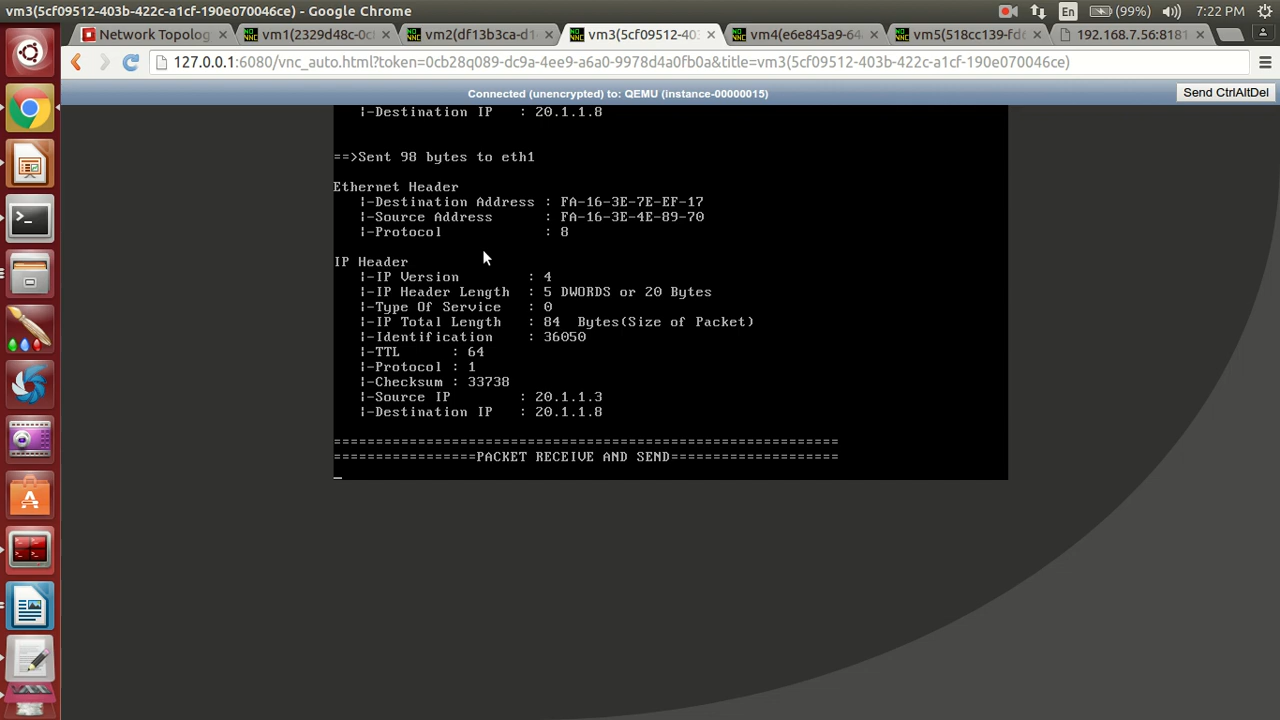 vm3(5cf09512-403b-422c-a1cf-190e070046ce) - Google Chrome
En (99%) 7:22 PM
Network Topolog
vm1(2329d48c-0c
vm2(df13b3ca-d1
vm3(5cf09512-403
vm4(e6e845a9-64
vm5(518cc139-fd
192.168.7.56:8181
127.0.0.1:6080/vnc_auto.html?token=0cb28q089-dc9a-4ee9-a6a0-9978d4a0fb0a&title=vm3(5cf09512-403b-422c-a1cf-190e070046ce)
Connected (unencrypted) to: QEMU (instance-00000015)
Send CtrlAltDel
|-Destination IP : 20.1.1.8
==>Sent 98 bytes to eth1
Ethernet Header
|-Destination Address : FA-16-3E-7E-EF-17
|-Source Address : FA-16-3E-4E-89-70
|-Protocol : 8
IP Header
|-IP Version : 4
|-IP Header Length : 5 DWORDS or 20 Bytes
|-Type Of Service : 0
|-IP Total Length : 84 Bytes(Size of Packet)
|-Identification : 36050
|-TTL : 64
|-Protocol : 1
|-Checksum : 33738
|-Source IP : 20.1.1.3
|-Destination IP : 20.1.1.8
============================================================
=================PACKET RECEIVE AND SEND====================
_